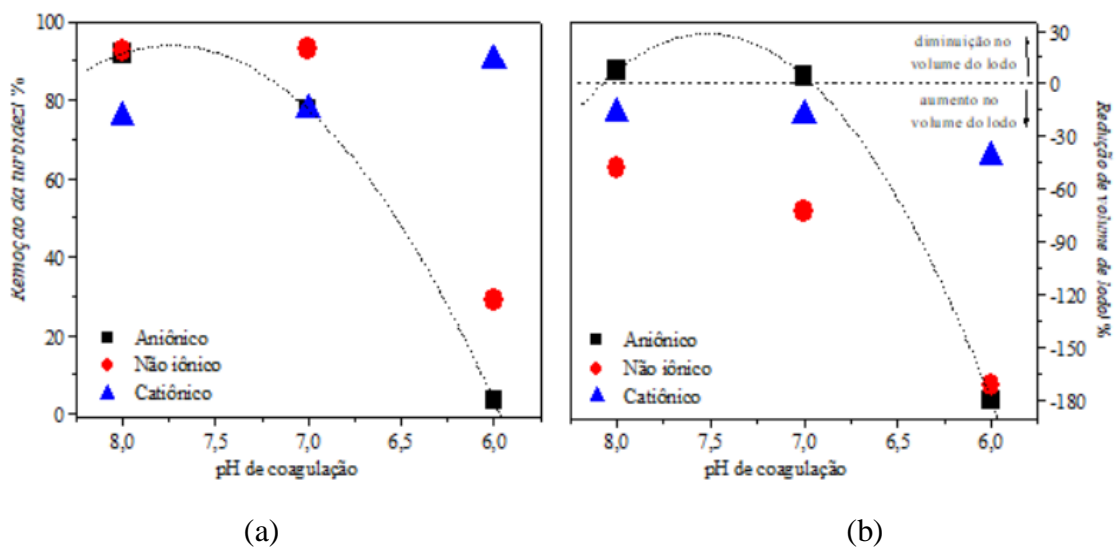 100
80
60
40
20
0
Remoção da turbidez/ %
Aniônico
Não iônico
Catiônico
8,0 7,5 7,0 6,5 6,0
pH de coagulação
(a)
30
0
-30
-60
-90
-120
-150
-180
diminuição no
volume do lodo
aumento no
volume do lodo
Redução de volume de lodo/ %
Aniônico
Não iônico
Catiônico
8,0 7,5 7,0 6,5 6,0
pH de coagulação
(b)